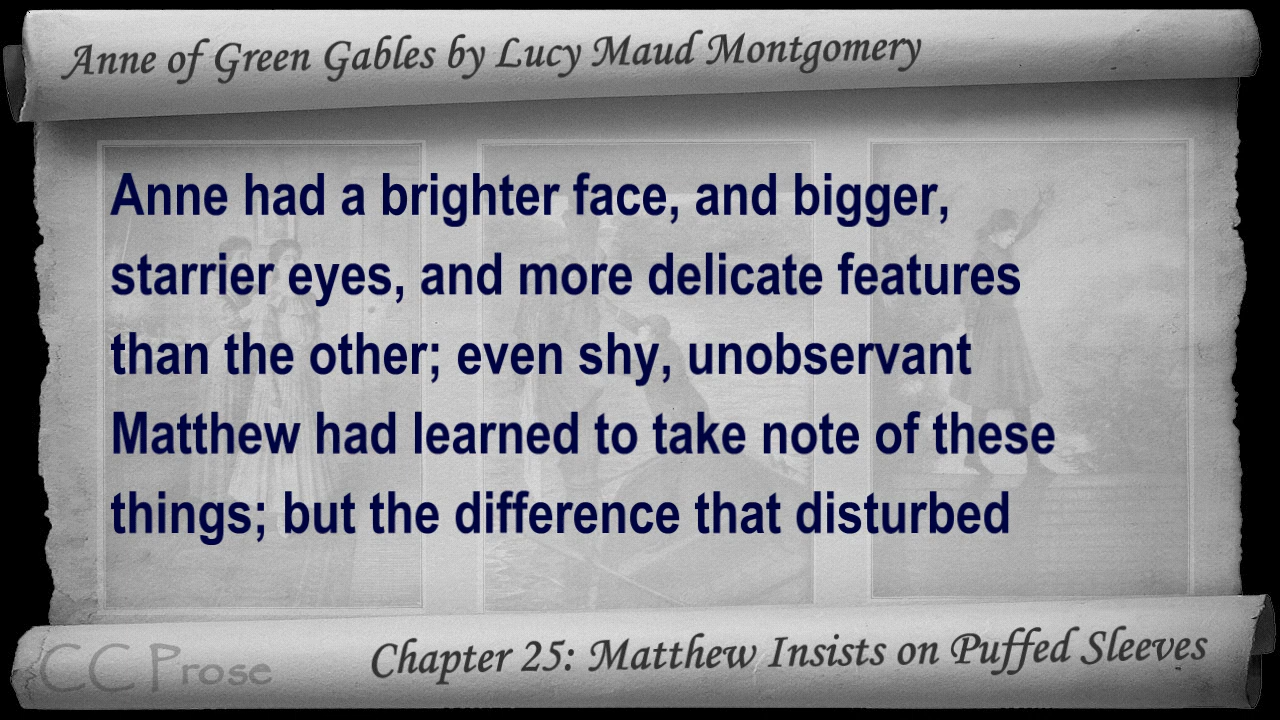 Anne of Green Gables by Lucy Maud Montgomery
Anne had a brighter face, and bigger,
starrier eyes, and more delicate features
than the other; even shy, unobservant
Matthew had learned to take note of these
things; but the difference that disturbed
CC Prose
Chapter 25: Matthew Insists on Puffed Sleeves